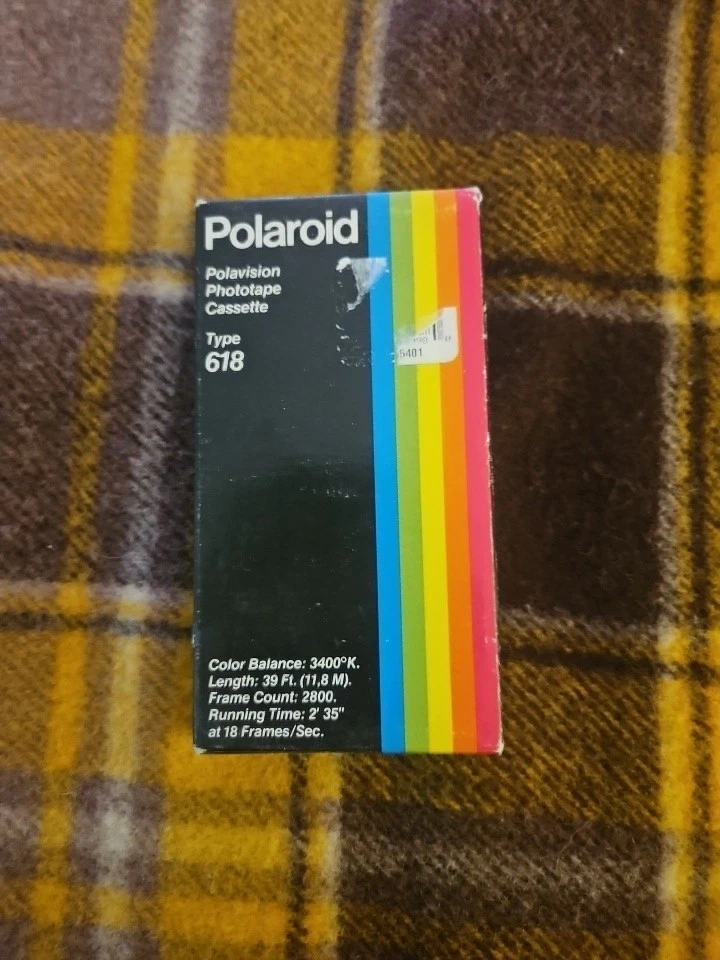 Polaroid
Polavision
Phototape
Cassette
Type
618
5401
Color Balance: 3400°K.
Length: 39 Ft. (11,8 M).
Frame Count: 2800.
Running Time: 2' 35"
at 18 Frames/Sec.